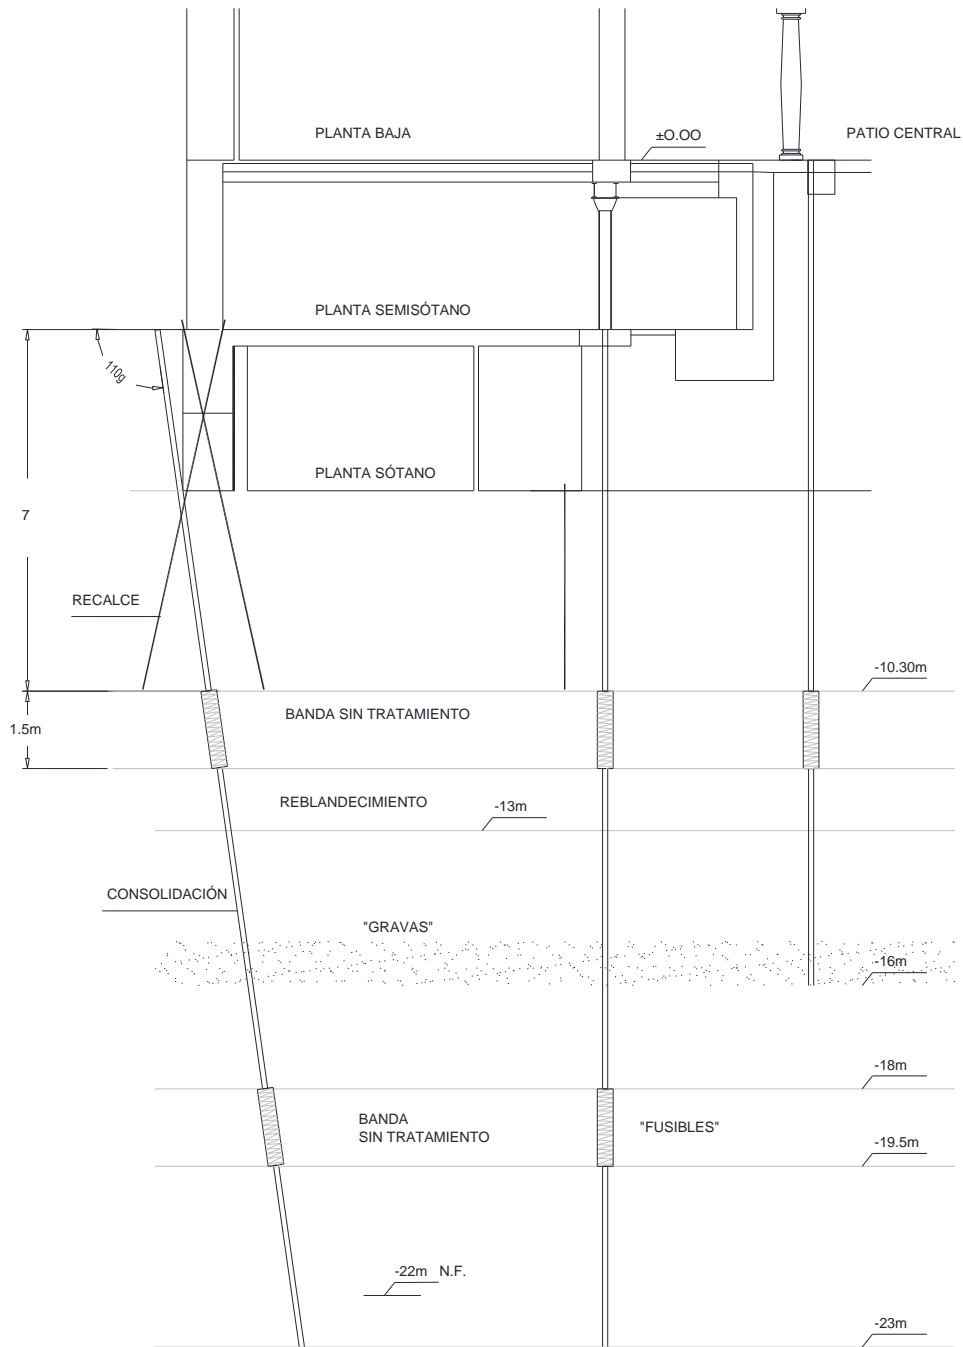 PLANTA BAJA
±O.OO
PATIO CENTRAL
PLANTA SEMISÓTANO
110g
PLANTA SÓTANO
7
RECALCE
-10.30m
BANDA SIN TRATAMIENTO
1.5m
REBLANDECIMIENTO
-13m
CONSOLIDACIÓN
"GRAVAS"
-16m
-18m
BANDA
SIN TRATAMIENTO
"FUSIBLES"
-19.5m
-22m N.F.
-23m